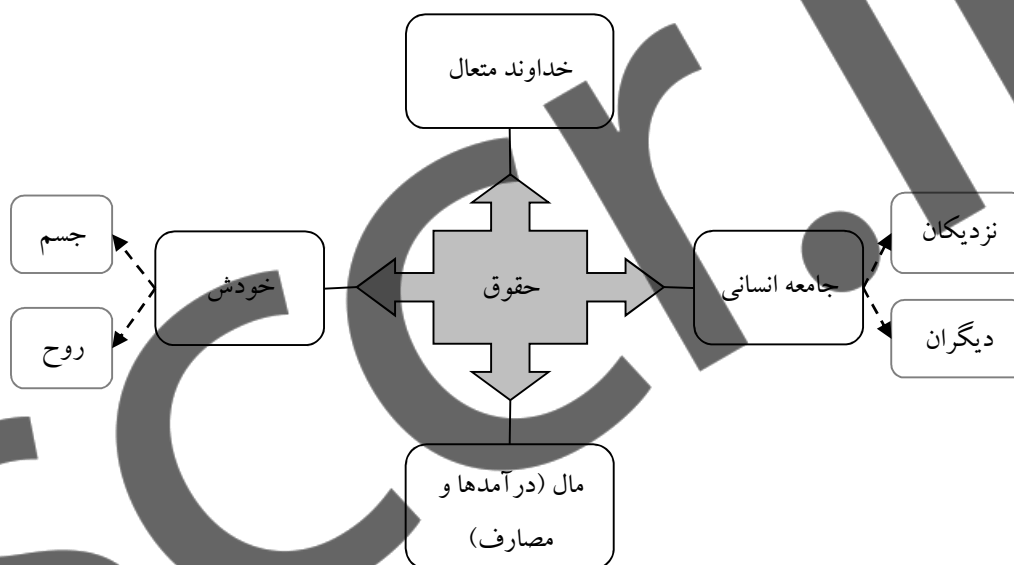 خداوند متعال
نزدیکان
جسم
جامعه انسانی
حقوق
خودش
دیگران
روح
مال (درآمدها و
مصارف)